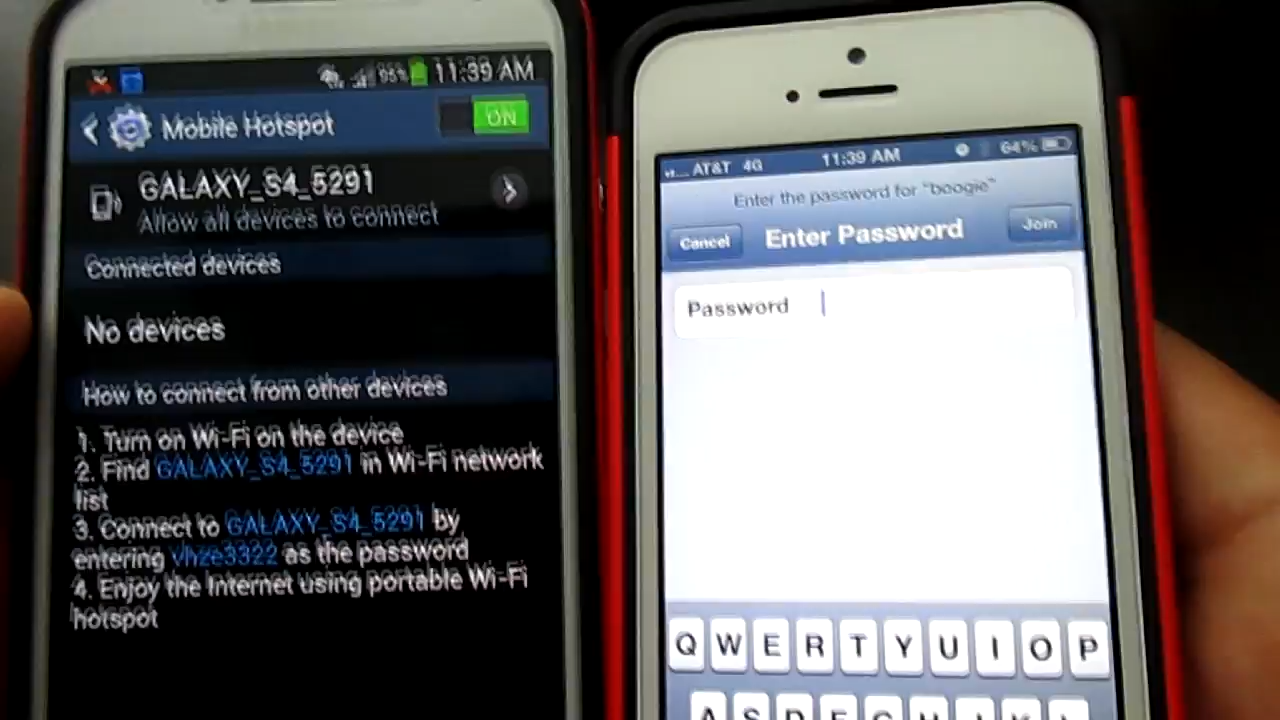 95% 11:39 AM
Mobile Hotspot
ON
GALAXY_S4_5291
Allow all devices to connect
Connected devices
No devices
How to connect from other devices
1. Turn on Wi-Fi on the device
2. Find GALAXY_S4_5291 in Wi-Fi network
list
3. Connect to GALAXY_S4_5291 by
entering vhze3322 as the password
4. Enjoy the Internet using portable Wi-Fi
hotspot
AT&T 4G 11:39 AM 64%
Enter the password for "boogie"
Cancel Enter Password Join
Password
Q W E R T Y U I O P
A S D F G H J K L